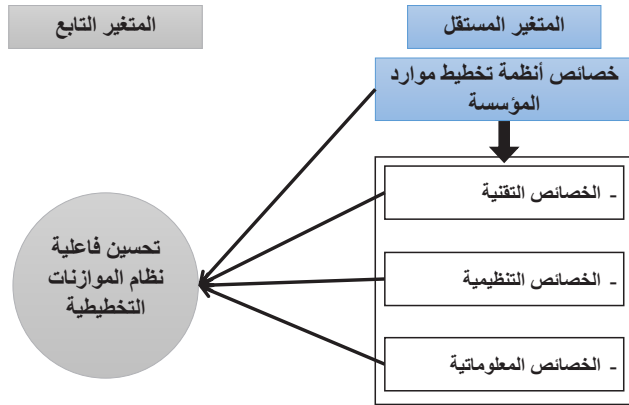 المتغير المستقل
المتغير التابع
خصائص أنظمة تخطيط موارد
المؤسسة
- الخصائص التقنية
- الخصائص التنظيمية
- الخصائص المعلوماتية
تحسين فاعلية
نظام الموازنات
التخطيطية